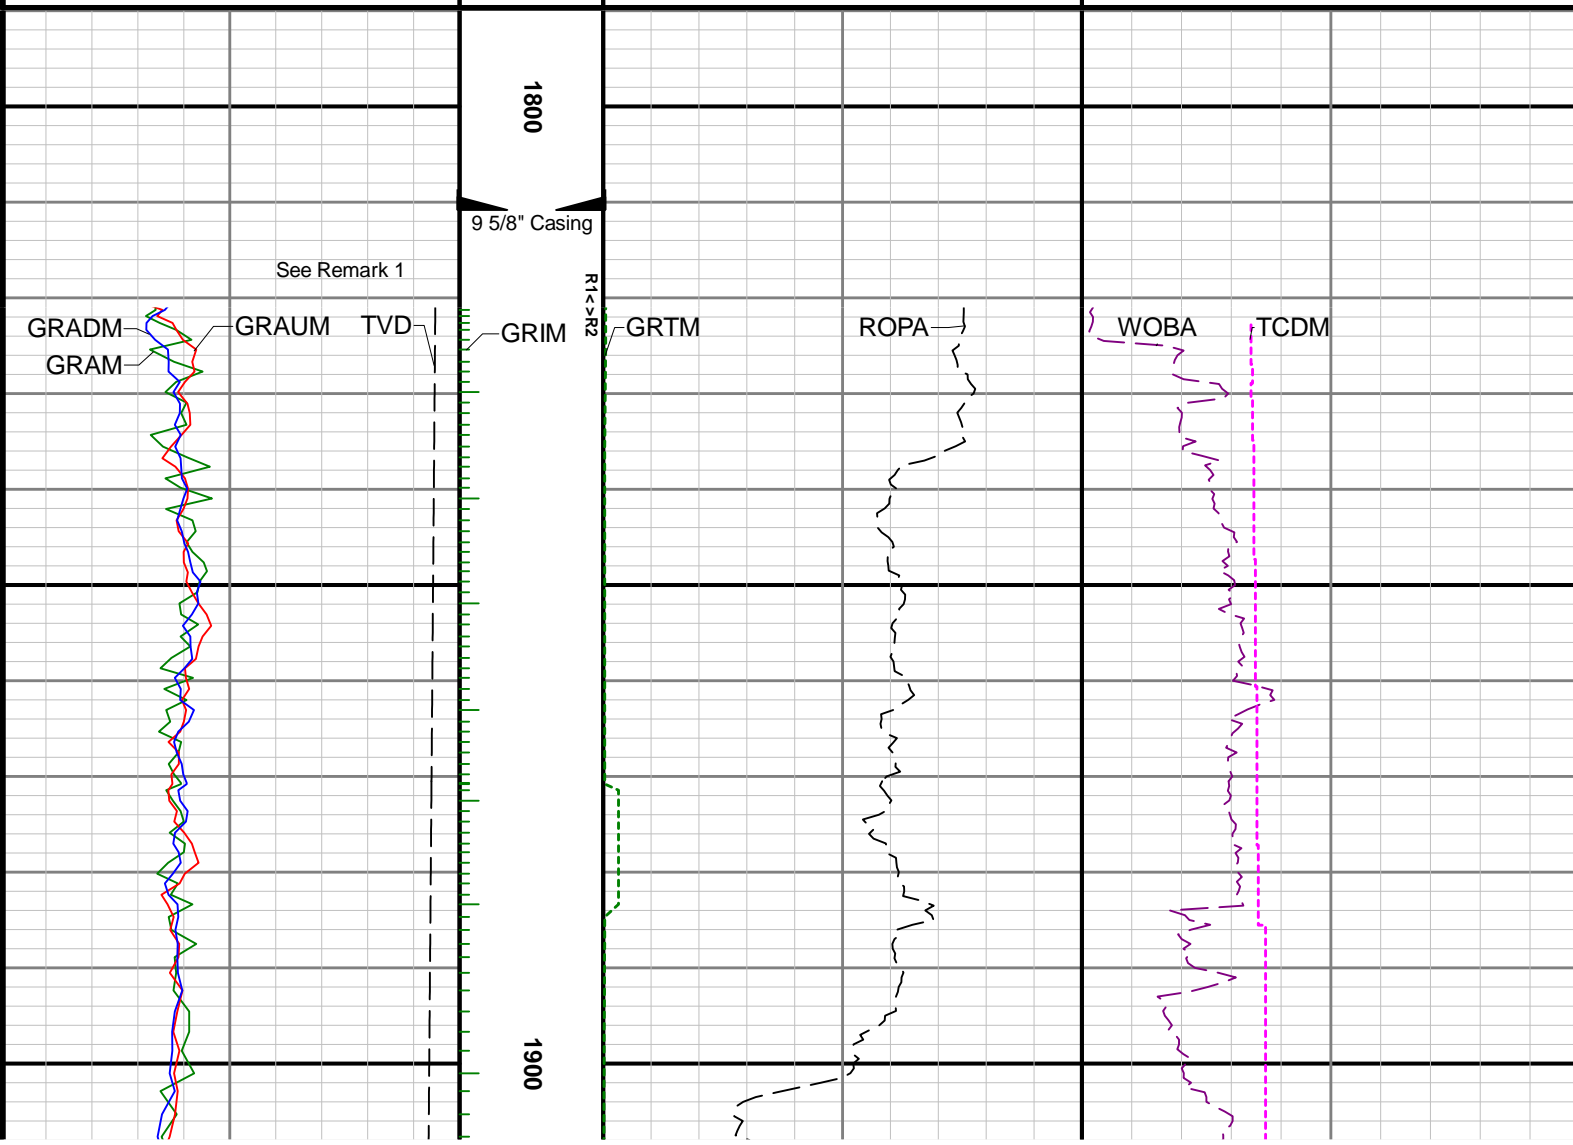 1800
9 5/8" Casing
See Remark 1
R1<>R2
GRADM
GRAUM
TVD
GRIM
GRTM
ROPA
WOBA
TCDM
GRAM
1900